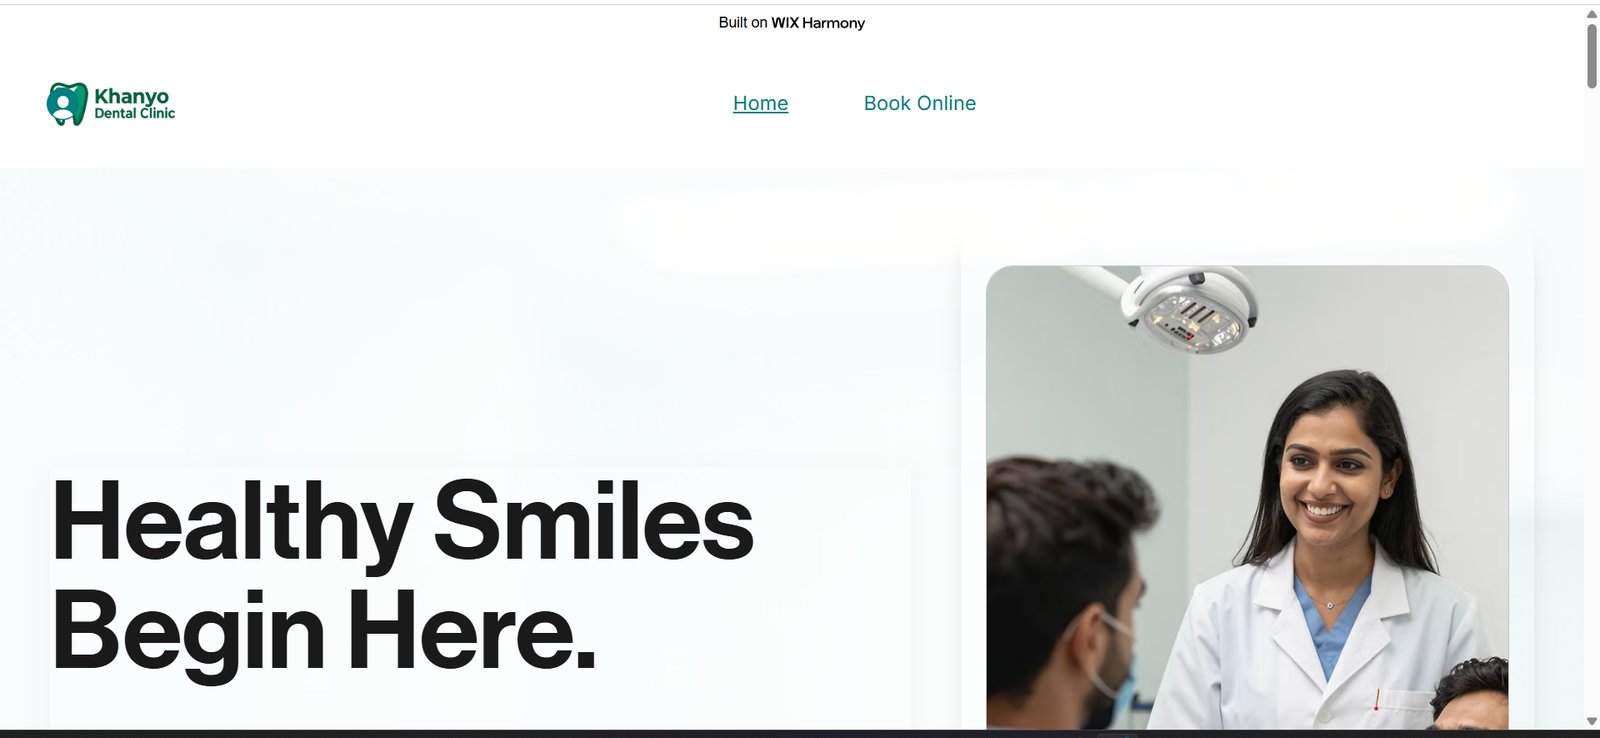 Built on WIX Harmony
Khanyo
Dental Clinic
Home
Book Online
Healthy Smiles
Begin Here.